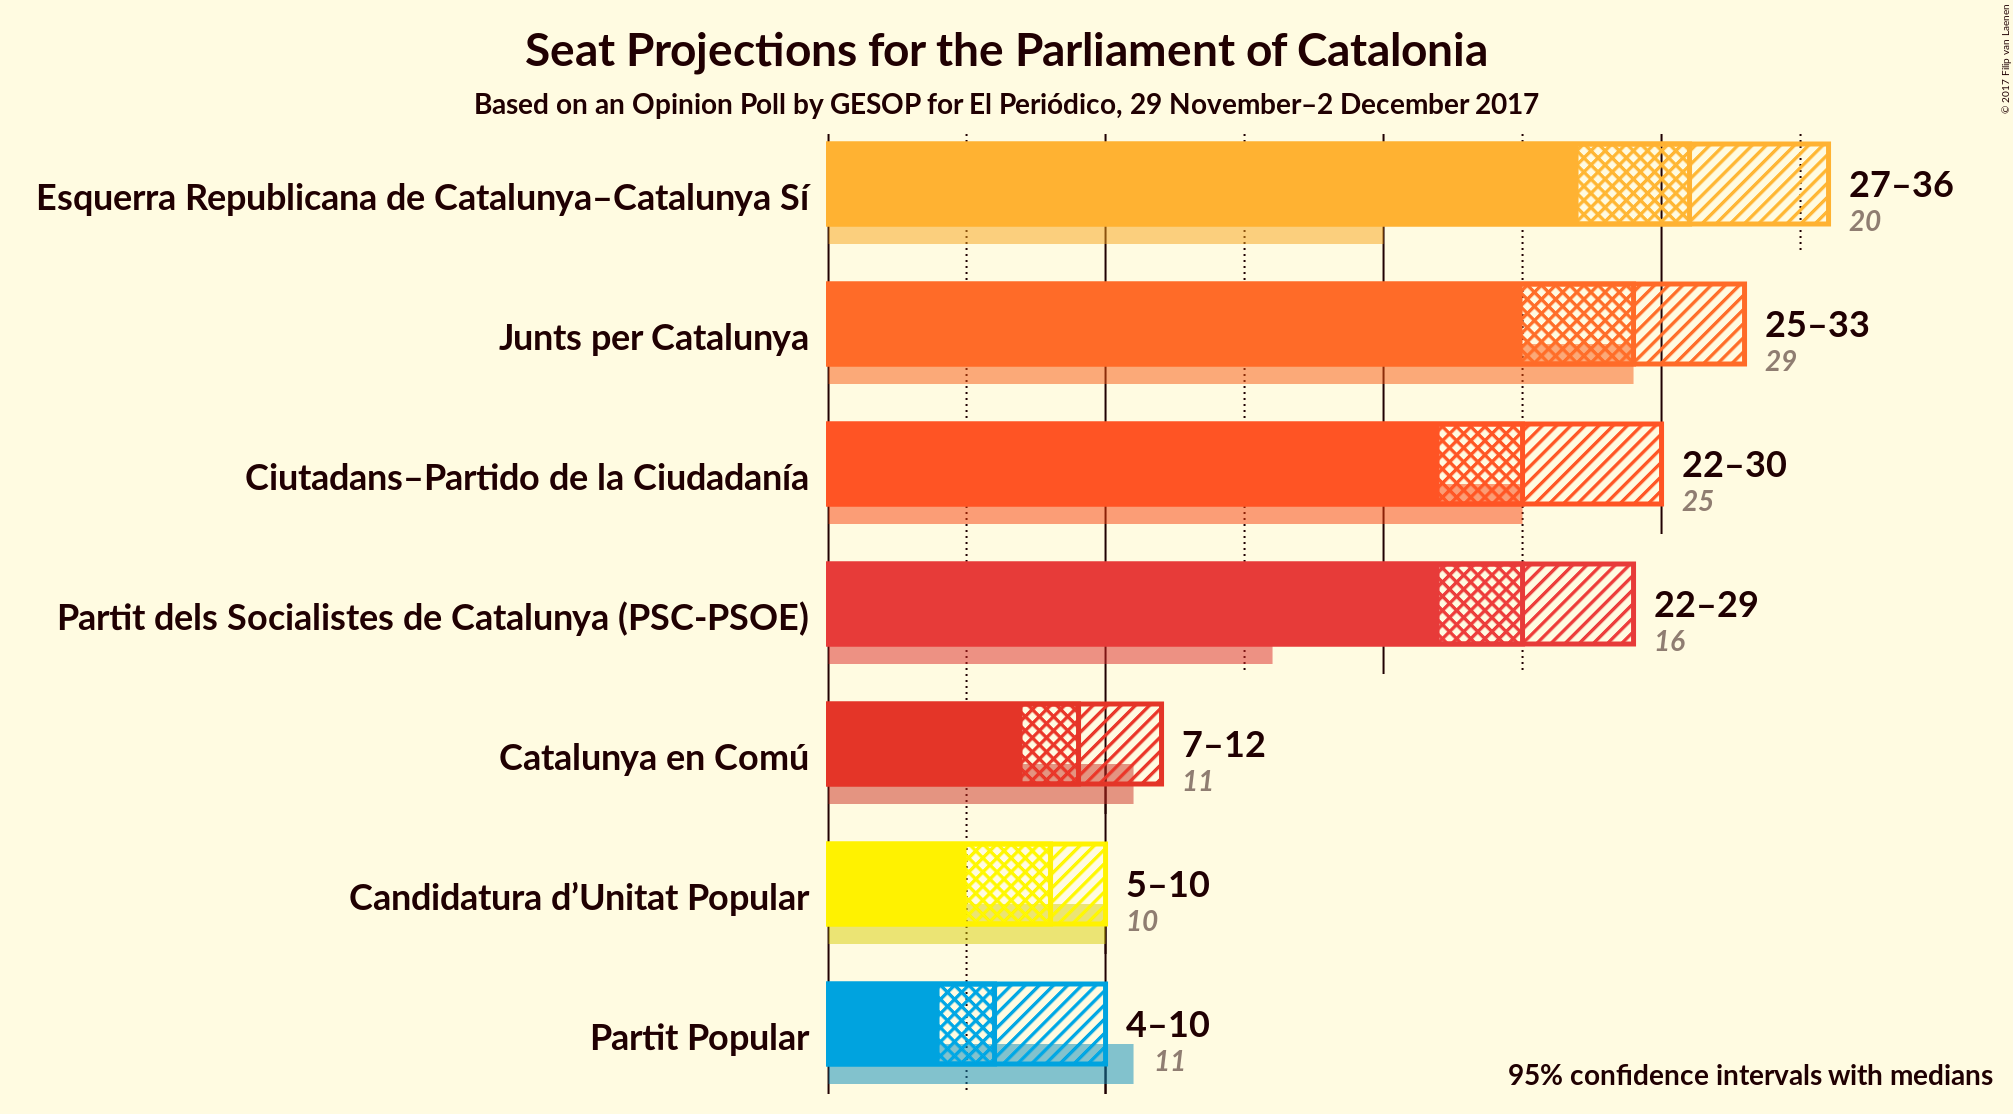 Seat Projections for the Parliament of Catalonia
Based on an Opinion Poll by GESOP for El Periódico, 29 November–2 December 2017
© 2017 Filip van Laenen
Esquerra Republicana de Catalunya–Catalunya Sí
27–36
20
Junts per Catalunya
25–33
29
Ciutadans–Partido de la Ciudadanía
22–30
25
Partit dels Socialistes de Catalunya (PSC-PSOE)
22–29
16
Catalunya en Comú
7–12
11
Candidatura d’Unitat Popular
5–10
10
Partit Popular
4–10
11
95% confidence intervals with medians